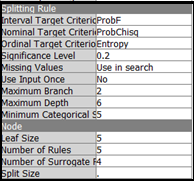 Splitting Rule
Interval Target Criterio ProbF
Nominal Target Criterio ProbChisq
Ordinal Target Criterio Entropy
Significance Level 0.2
Missing Values Use in search
Use Input Once No
Maximum Branch 2
Maximum Depth 6
Minimum Categorical S 5
Node
Leaf Size 5
Number of Rules 5
Number of Surrogate F 4
Split Size .